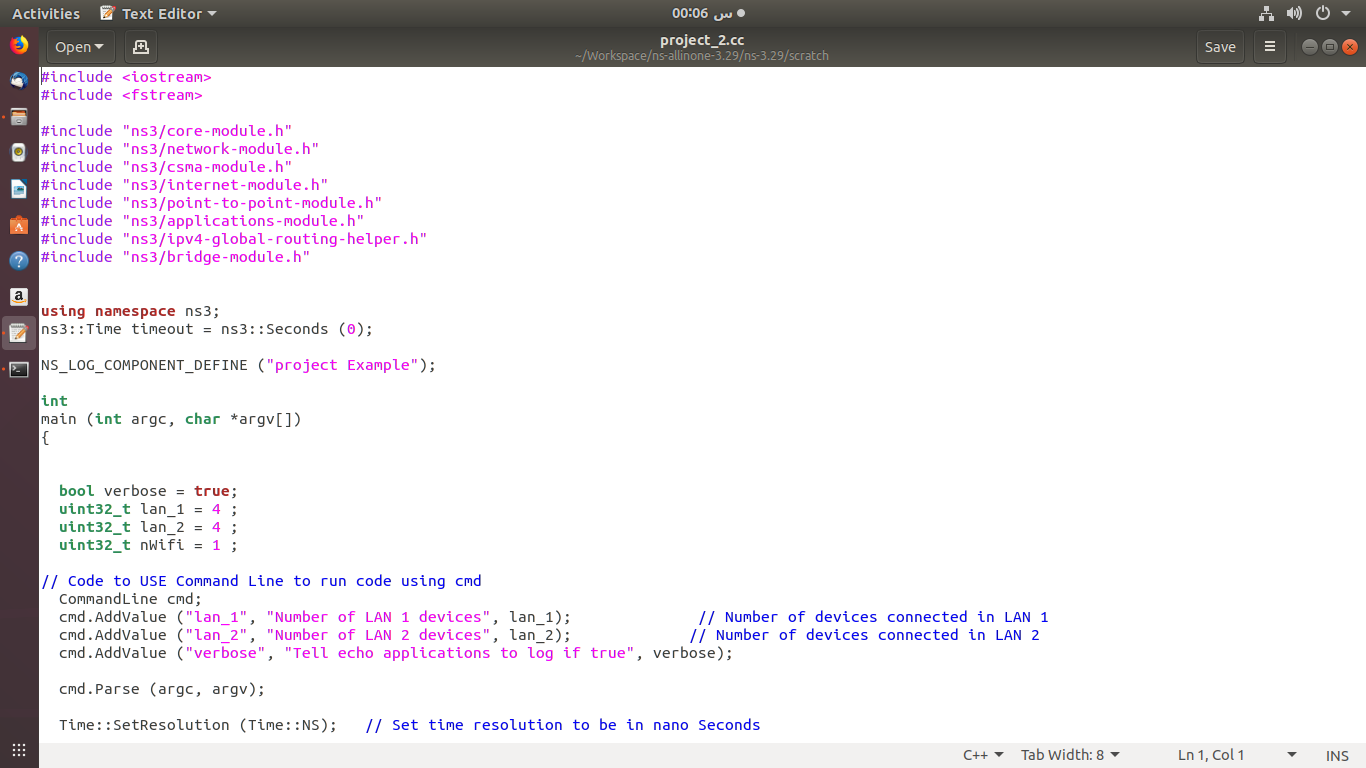 Activities Text Editor 00:06 س
Open project_2.cc Save
~/Workspace/ns-allinone-3.29/ns-3.29/scratch
#include <iostream>
#include <fstream>
#include "ns3/core-module.h"
#include "ns3/network-module.h"
#include "ns3/csma-module.h"
#include "ns3/internet-module.h"
#include "ns3/point-to-point-module.h"
#include "ns3/applications-module.h"
#include "ns3/ipv4-global-routing-helper.h"
#include "ns3/bridge-module.h"
using namespace ns3;
ns3::Time timeout = ns3::Seconds (0);
NS_LOG_COMPONENT_DEFINE ("project Example");
int
main (int argc, char *argv[])
{
bool verbose = true;
uint32_t lan_1 = 4 ;
uint32_t lan_2 = 4 ;
uint32_t nWifi = 1 ;
// Code to USE Command Line to run code using cmd
CommandLine cmd;
cmd.AddValue ("lan_1", "Number of LAN 1 devices", lan_1); // Number of devices connected in LAN 1
cmd.AddValue ("lan_2", "Number of LAN 2 devices", lan_2); // Number of devices connected in LAN 2
cmd.AddValue ("verbose", "Tell echo applications to log if true", verbose);
cmd.Parse (argc, argv);
Time::SetResolution (Time::NS); // Set time resolution to be in nano Seconds
C++ Tab Width: 8 Ln 1, Col 1 INS